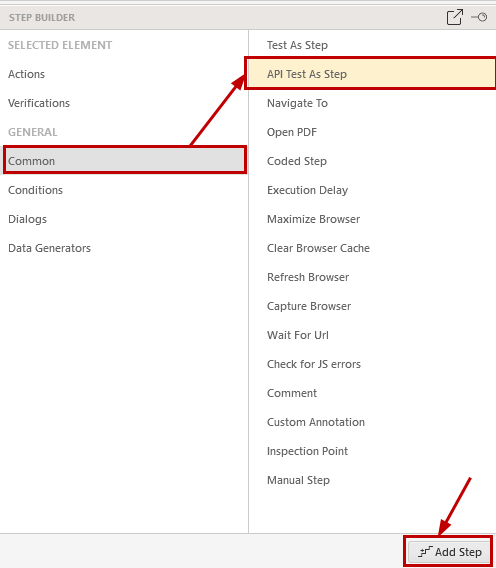 STEP BUILDER
SELECTED ELEMENT
Actions
Verifications
GENERAL
Common
Conditions
Dialogs
Data Generators
Test As Step
API Test As Step
Navigate To
Open PDF
Coded Step
Execution Delay
Maximize Browser
Clear Browser Cache
Refresh Browser
Capture Browser
Wait For Url
Check for JS errors
Comment
Custom Annotation
Inspection Point
Manual Step
Add Step